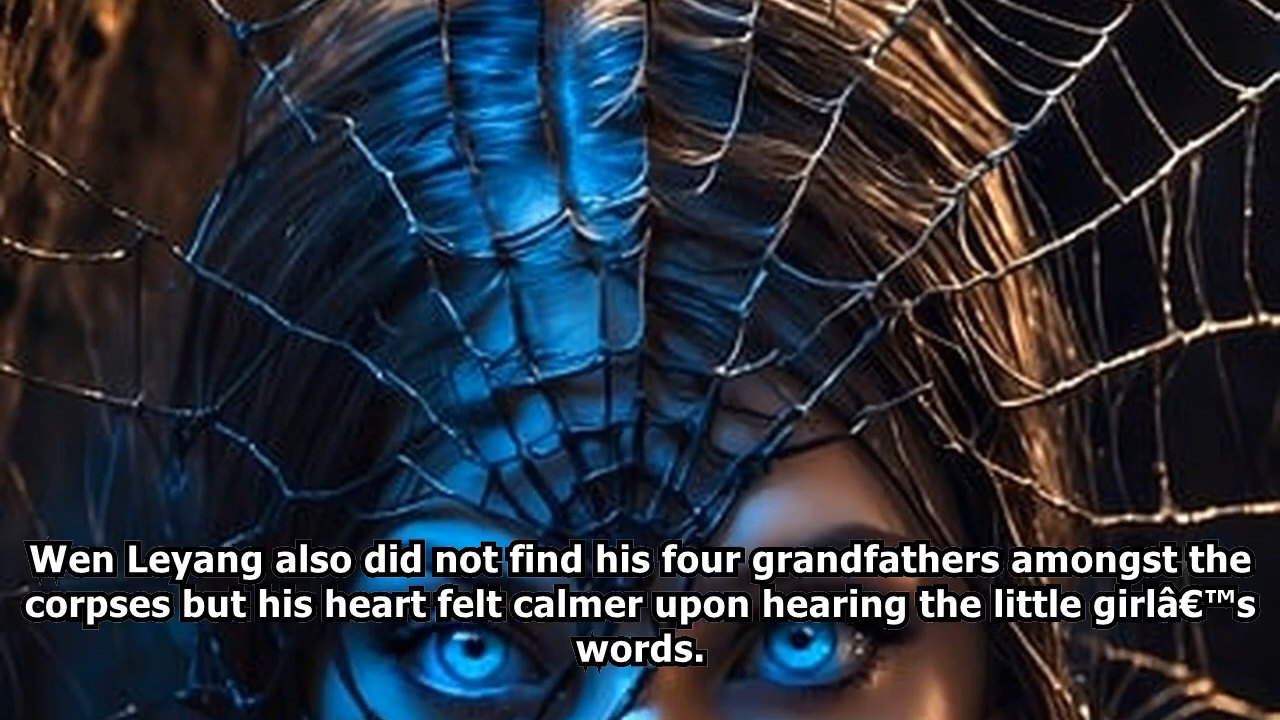 Wen Leyang also did not find his four grandfathers amongst the
corpses but his heart felt calmer upon hearing the little girlâ€™s
words.